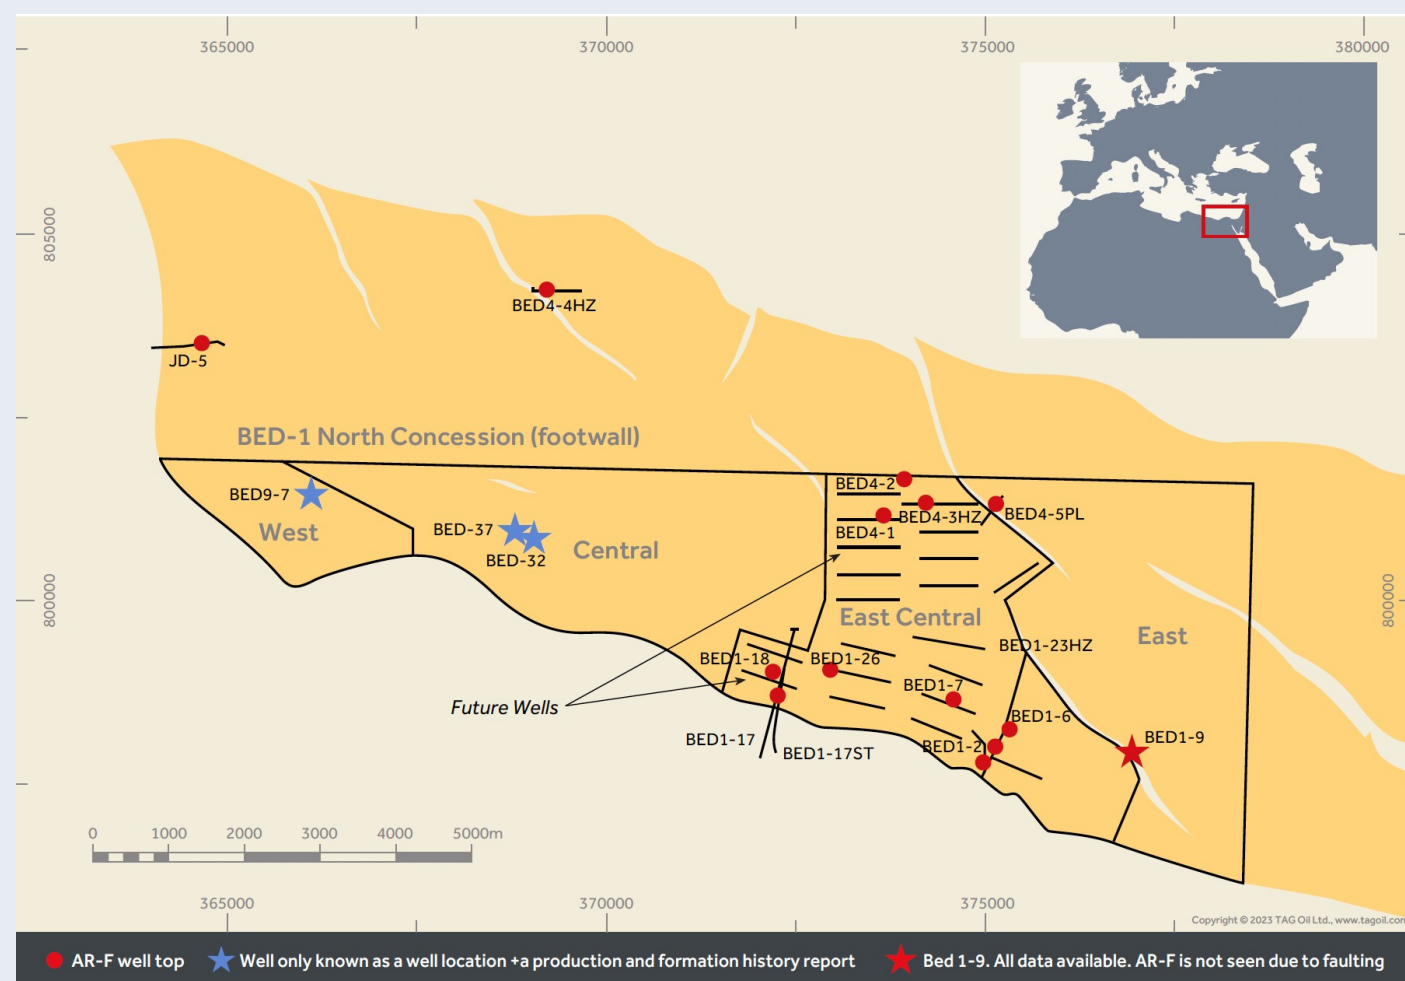 365000
370000
375000
380000
805000
BED4-4HZ
JD-5
BED-1 North Concession (footwall)
BED4-2
BED9-7
BED4-3HZ
BED4-5PL
West
BED-37
BED4-1
BED-32
Central
800000
800000
East Central
East
BED1-23HZ
BED1-18
BED1-26
BED1-7
Future Wells
BED1-6
BED1-17
BED1-2
BED1-9
BED1-17ST
0 1000 2000 3000 4000 5000m
365000
370000
375000
Copyright © 2023 TAG Oil Ltd., www.tagoil.com
AR-F well top
Well only known as a well location +a production and formation history report
Bed 1-9. All data available. AR-F is not seen due to faulting